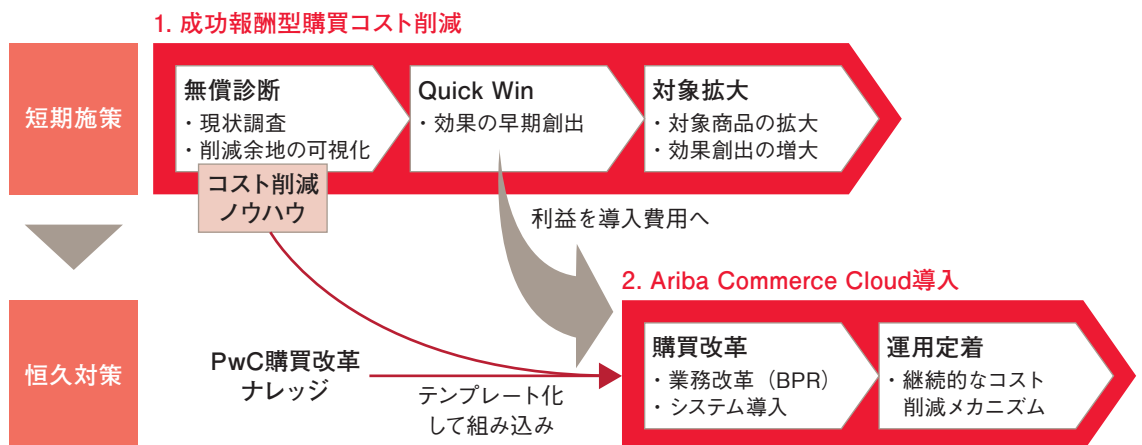 1. 成功報酬型購買コスト削減
短期施策
無償診断
・現状調査
・削減余地の可視化
Quick Win
・効果の早期創出
対象拡大
・対象商品の拡大
・効果創出の増大
コスト削減
ノウハウ
利益を導入費用へ
2. Ariba Commerce Cloud導入
恒久対策
PwC購買改革
ナレッジ
テンプレート化
して組み込み
購買改革
・業務改革（BPR）
・システム導入
運用定着
・継続的なコスト
削減メカニズム